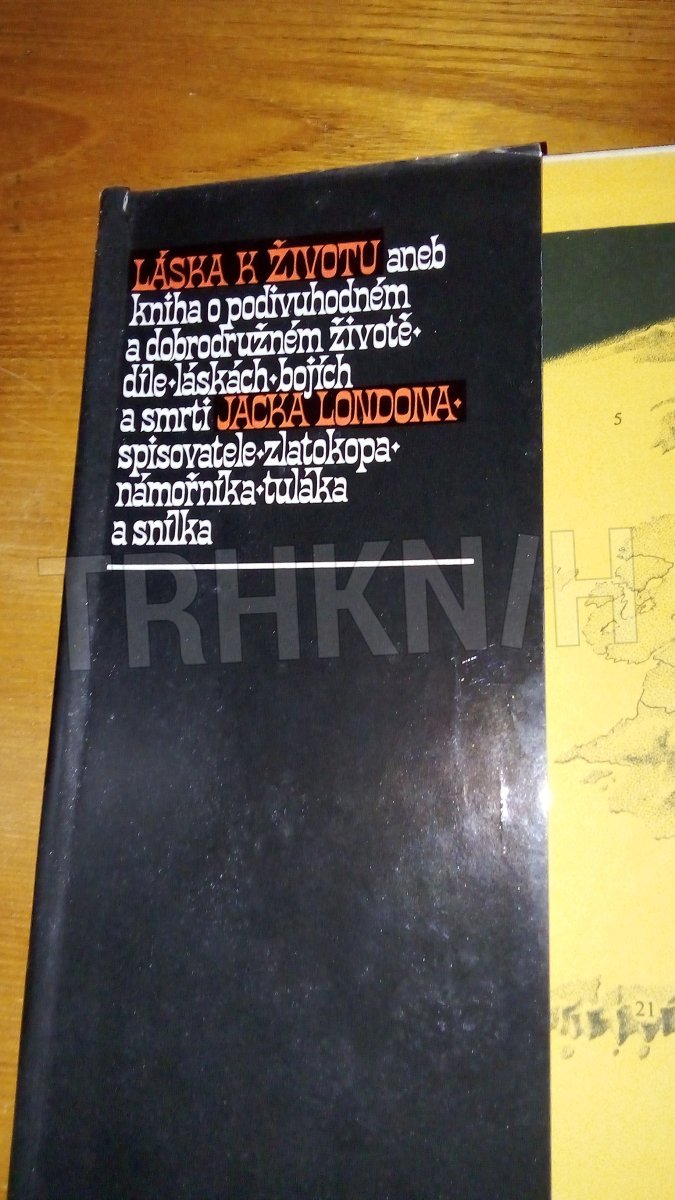 LÁSKA K ŽIVOTU aneb
kniha o podivuhodném
a dobrodružném životě·
díle·láskách·bojích
a smrti JACKA LONDONA·
spisovatele·zlatokopa·
námořníka·tuláka
a snílka
TRHKNIH
5
21